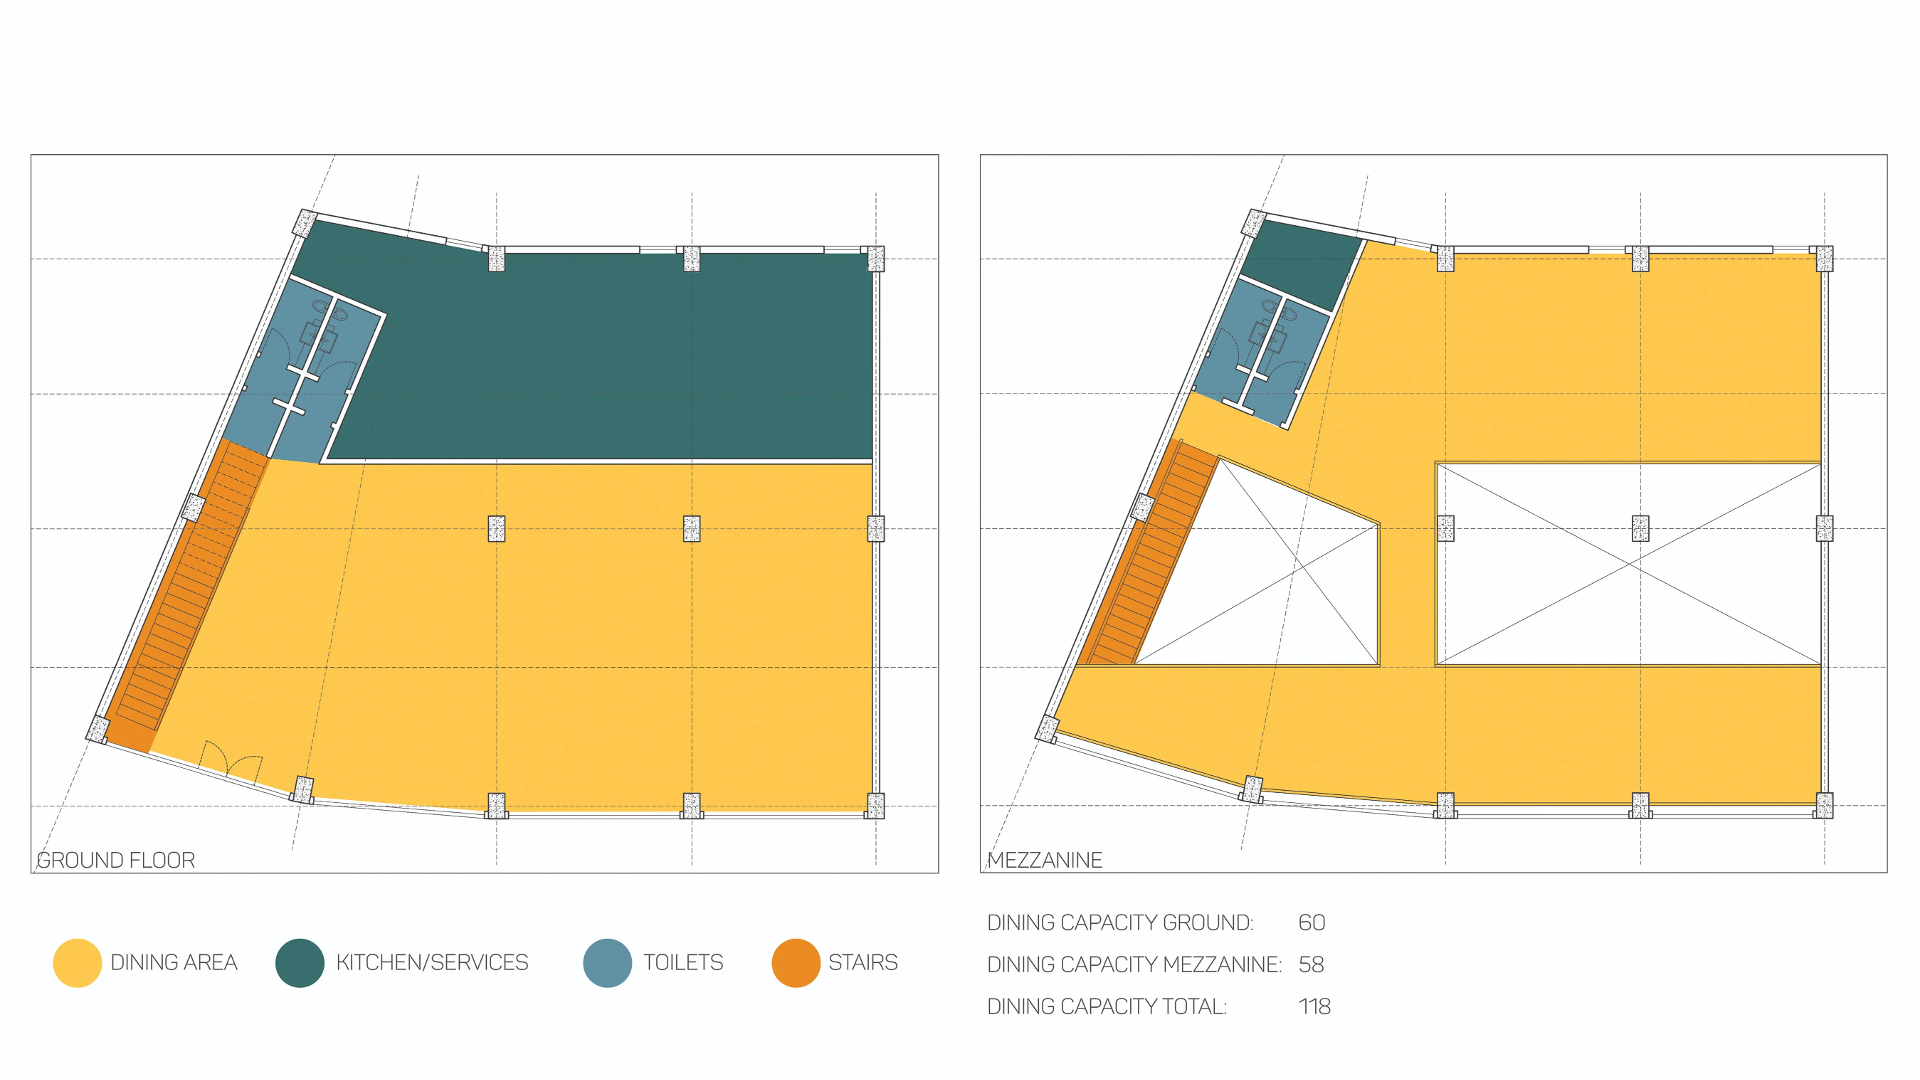 GROUND FLOOR
MEZZANINE
DINING AREA
KITCHEN/SERVICES
TOILETS
STAIRS
DINING CAPACITY GROUND: 60
DINING CAPACITY MEZZANINE: 58
DINING CAPACITY TOTAL: 118